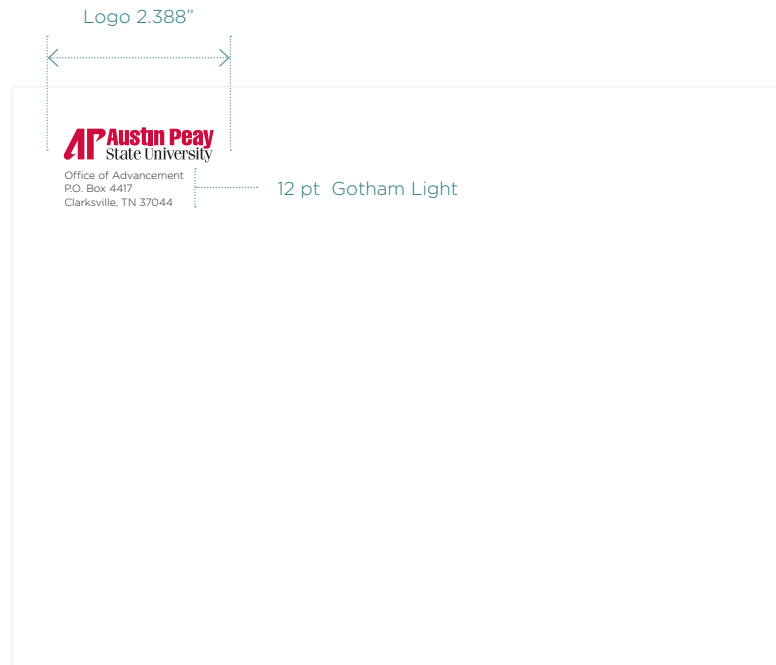 Logo 2.388”
Austin Peay
State University
Office of Advancement
P.O. Box 4417
Clarksville, TN 37044
12 pt Gotham Light